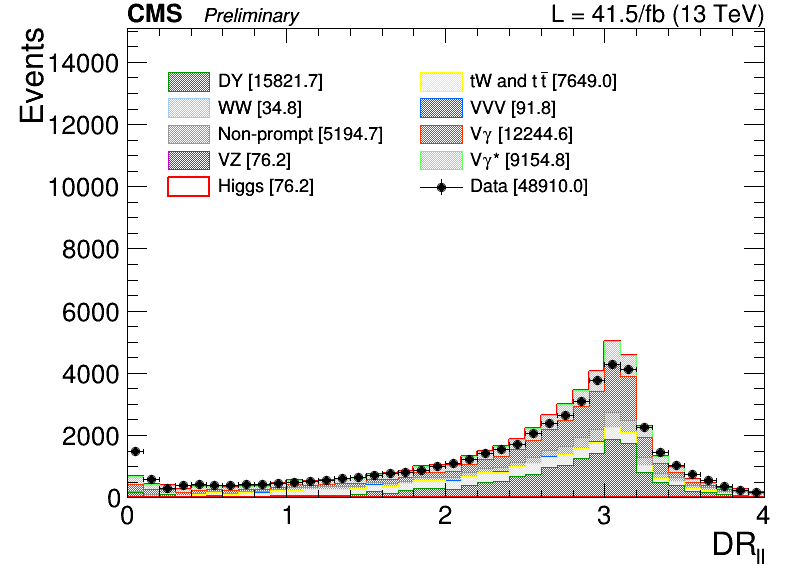 CMS Preliminary L = 41.5/fb (13 TeV)
Events
14000
12000
10000
8000
6000
4000
2000
0
DY [15821.7]
WW [34.8]
Non-prompt [5194.7]
VZ [76.2]
Higgs [76.2]
tW and tt̄ [7649.0]
VVV [91.8]
Vγ [12244.6]
Vγ* [9154.8]
Data [48910.0]
0 1 2 3 4
DR_ll